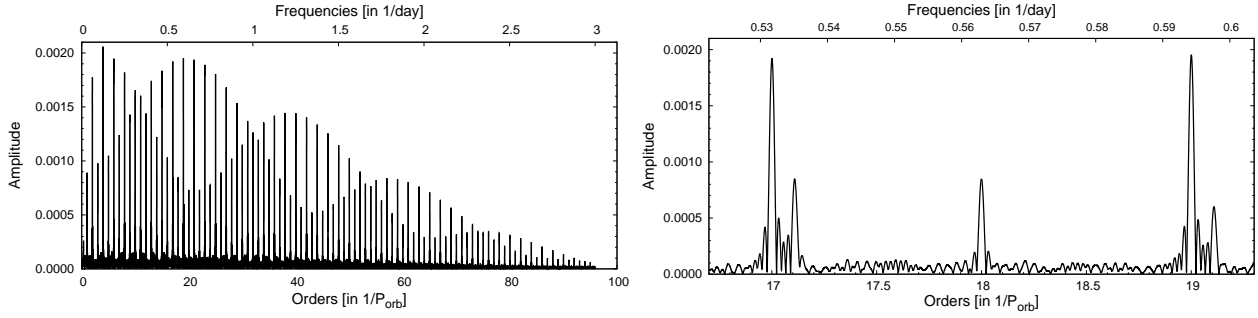 Frequencies [in 1/day]
0 0.5 1 1.5 2 2.5 3
Amplitude
0.0020
0.0015
0.0010
0.0005
0.0000
0 20 40 60 80 100
Orders [in 1/Porb]
Frequencies [in 1/day]
0.53 0.54 0.55 0.56 0.57 0.58 0.59 0.6
Amplitude
0.0020
0.0015
0.0010
0.0005
0.0000
17 17.5 18 18.5 19
Orders [in 1/Porb]